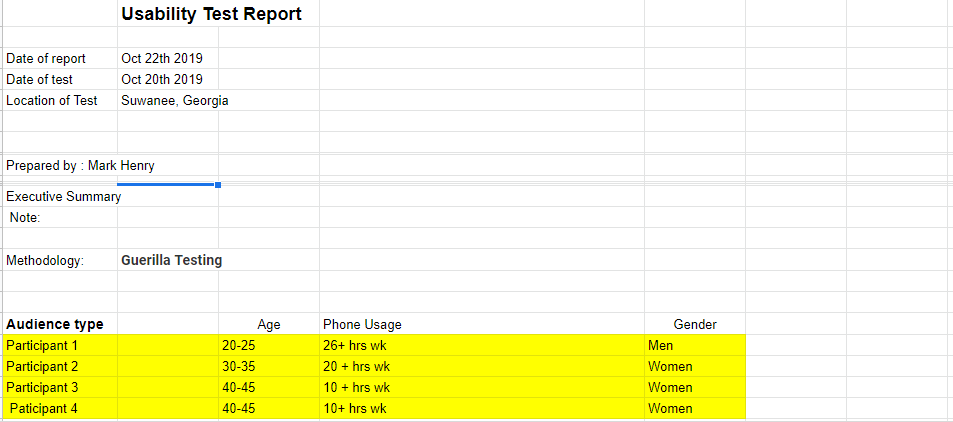 Usability Test Report
Date of report Oct 22th 2019
Date of test Oct 20th 2019
Location of Test Suwanee, Georgia
Prepared by : Mark Henry
Executive Summary
Note:
Methodology: Guerilla Testing
Audience type Age Phone Usage Gender
Participant 1 20-25 26+ hrs wk Men
Participant 2 30-35 20 + hrs wk Women
Participant 3 40-45 10 + hrs wk Women
Paticipant 4 40-45 10+ hrs wk Women